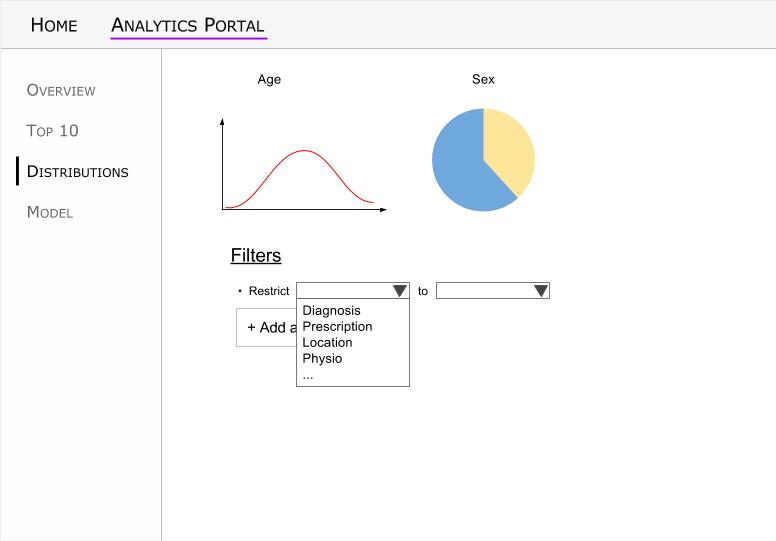 Home Analytics Portal
Overview
Top 10
Distributions
Model
Age Sex
Filters
• Restrict to
Diagnosis
Prescription
Location
Physio
...
+ Add a